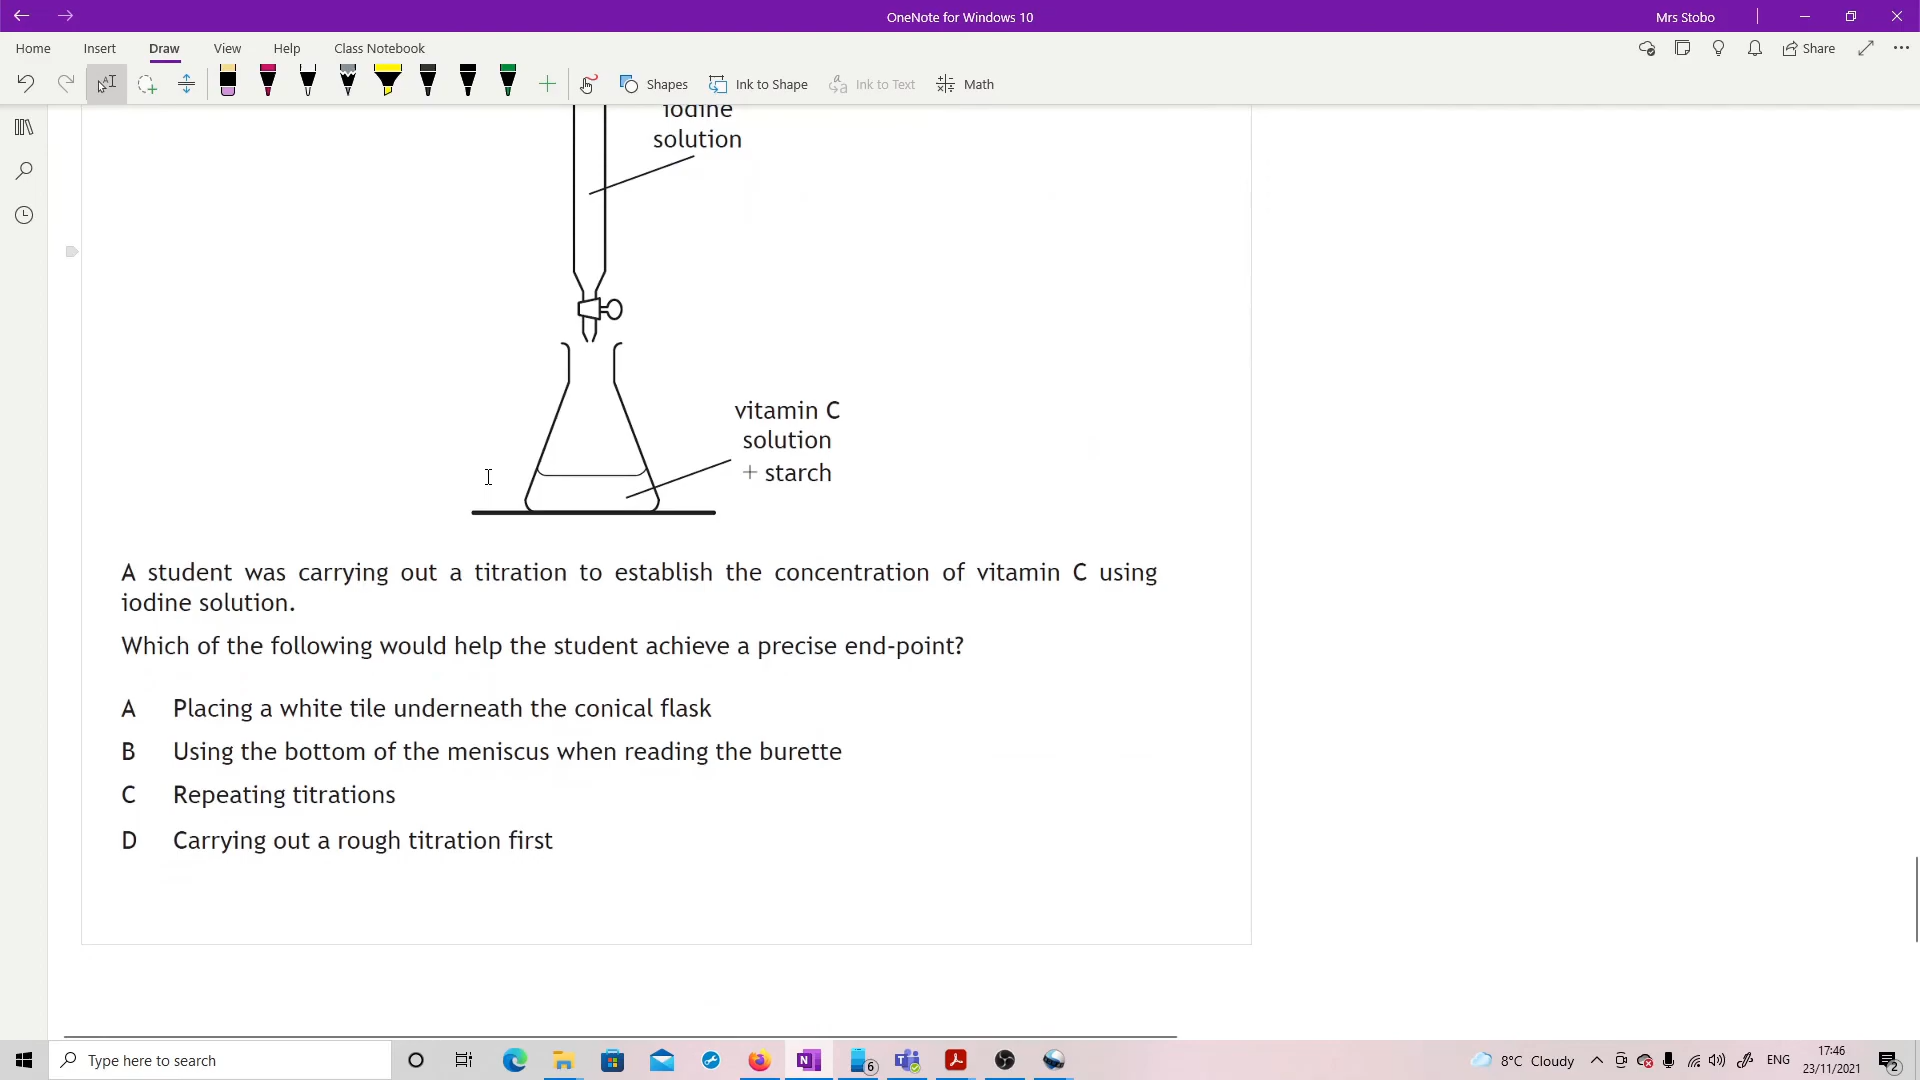 OneNote for Windows 10
Mrs Stobo
Home Insert Draw View Help Class Notebook
Share
Shapes Ink to Shape Ink to Text Math
iodine
solution
vitamin C
solution
+ starch
A student was carrying out a titration to establish the concentration of vitamin C using
iodine solution.
Which of the following would help the student achieve a precise end-point?
A Placing a white tile underneath the conical flask
B Using the bottom of the meniscus when reading the burette
C Repeating titrations
D Carrying out a rough titration first
Type here to search
6
8°C Cloudy
ENG
17:46
23/11/2021
2